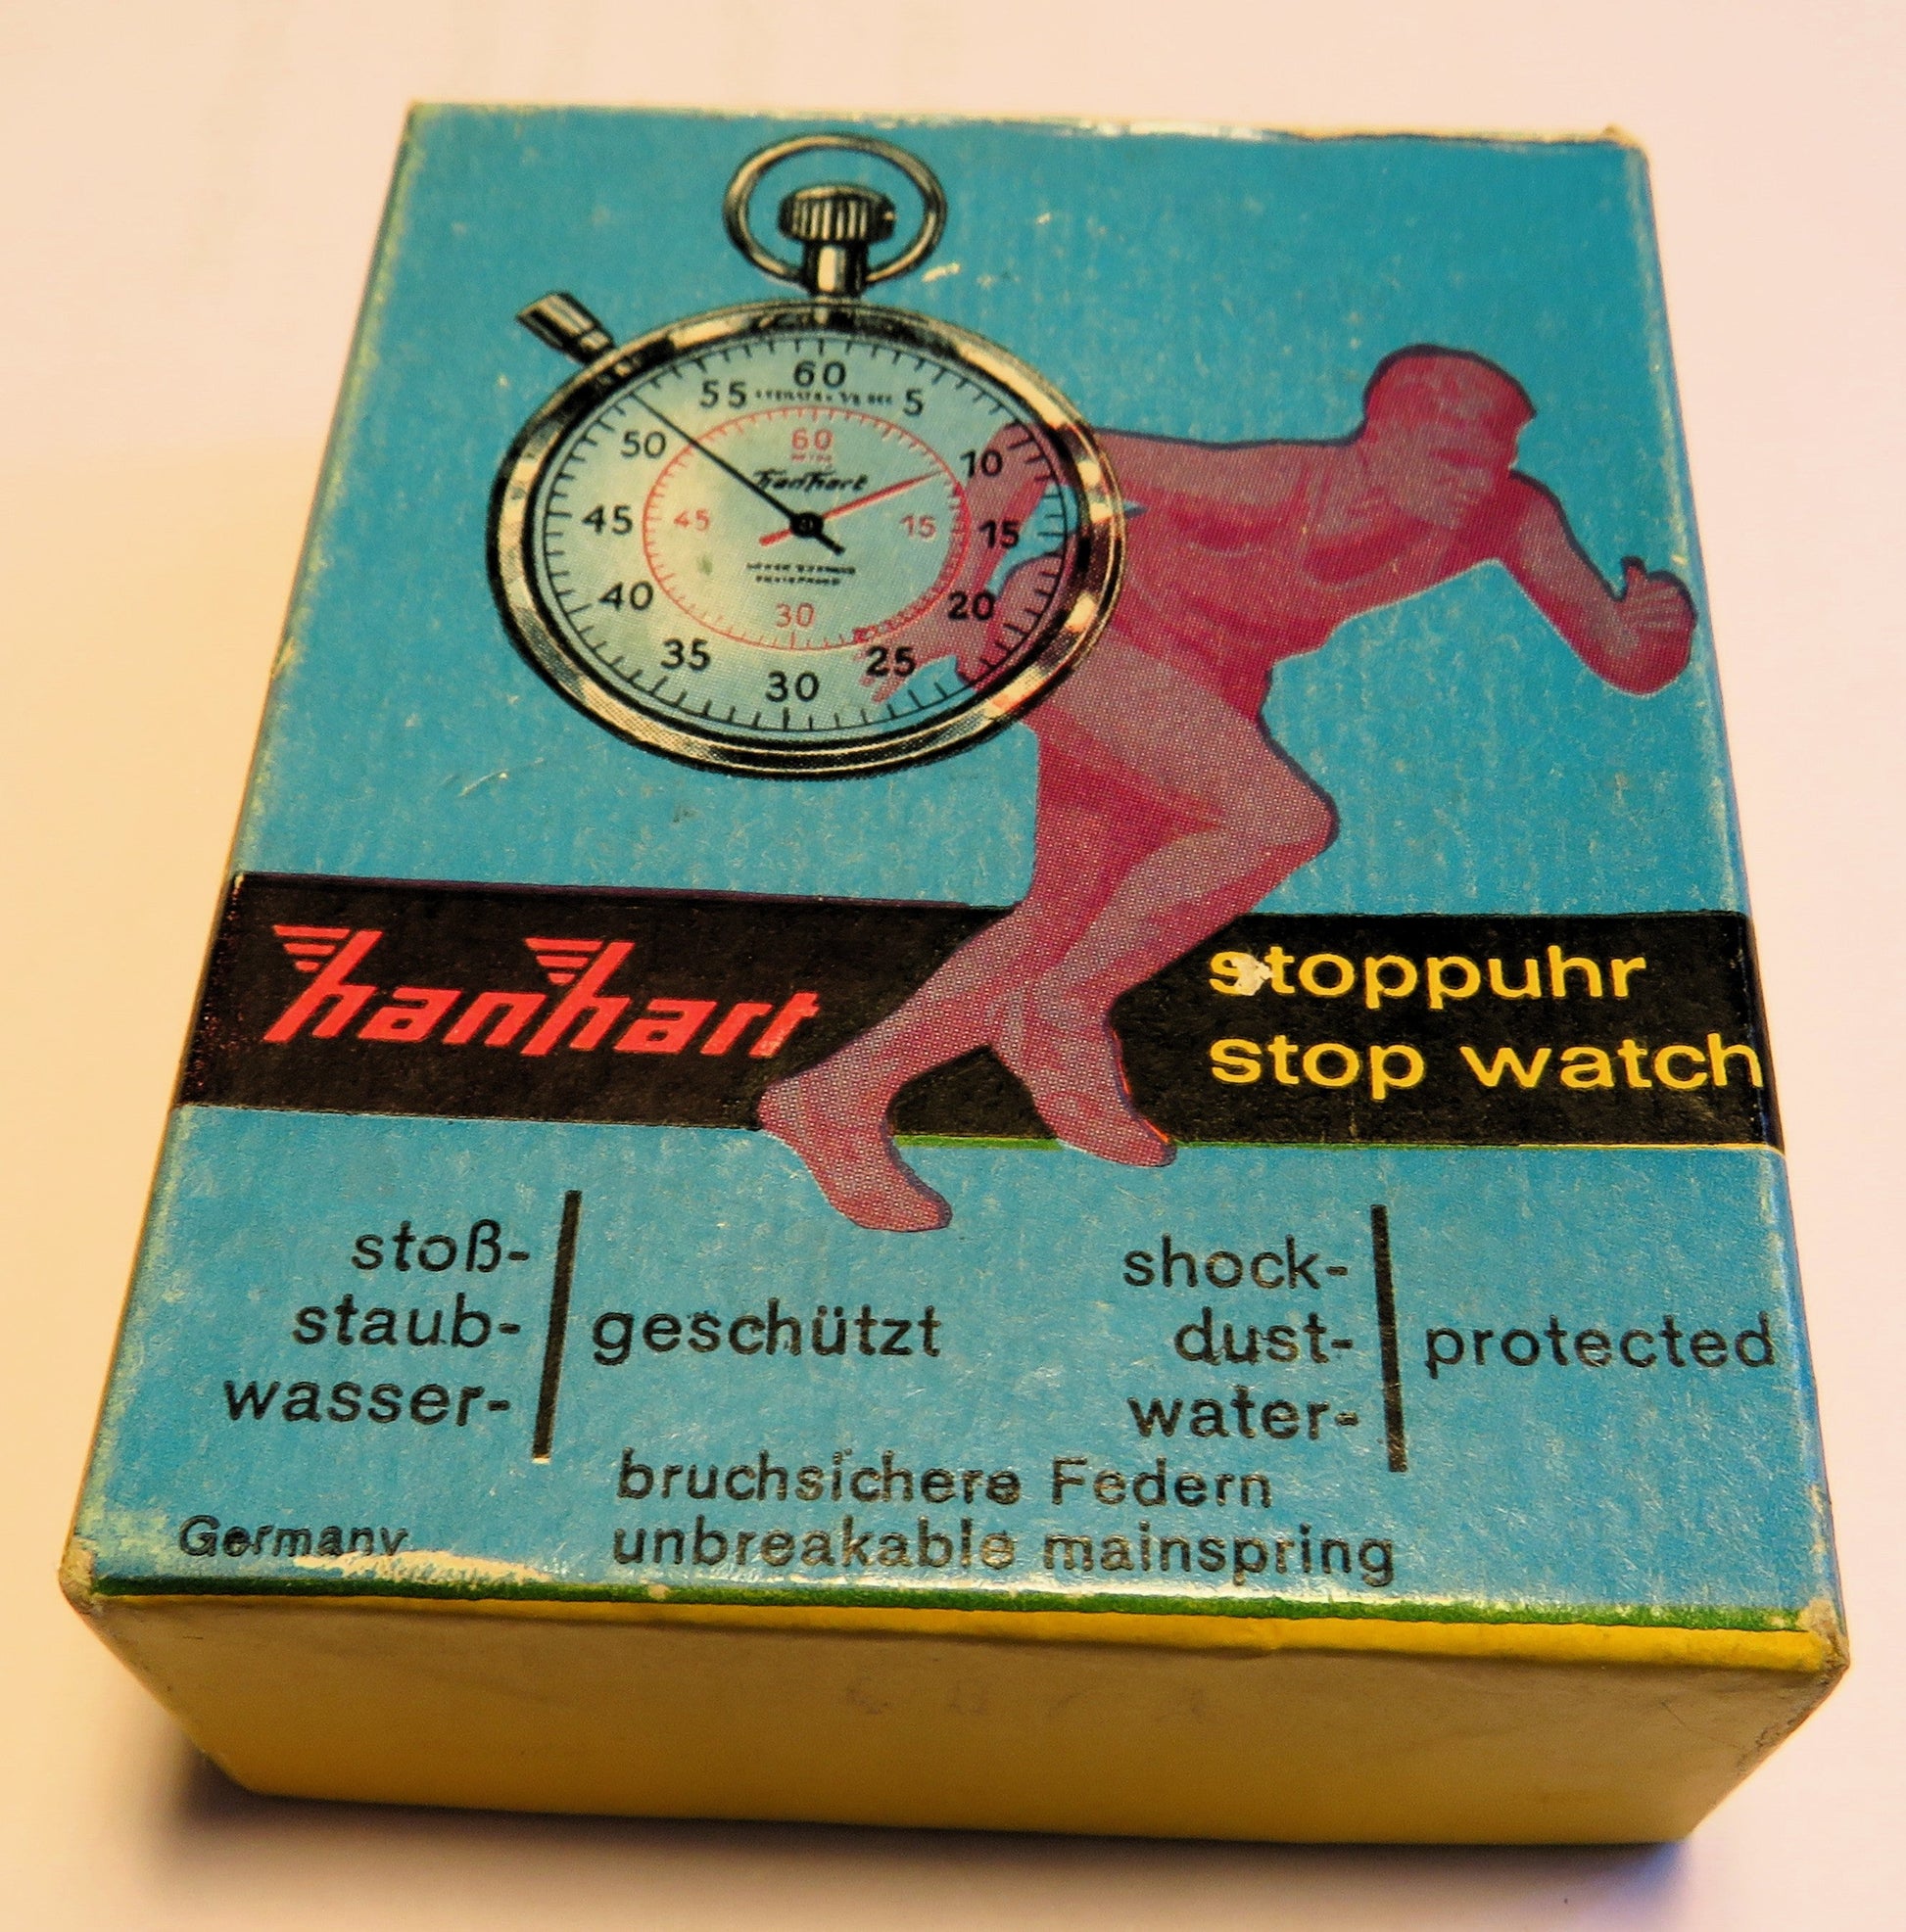 60
55
5
50
60
10
hanhart
45
45
15
15
40
30
20
35
25
30
hanhart
stoppuhr
stop watch
stoß-
staub- geschützt
wasser-
shock-
dust- protected
water-
bruchsichere Federn
Germany
unbreakable mainspring